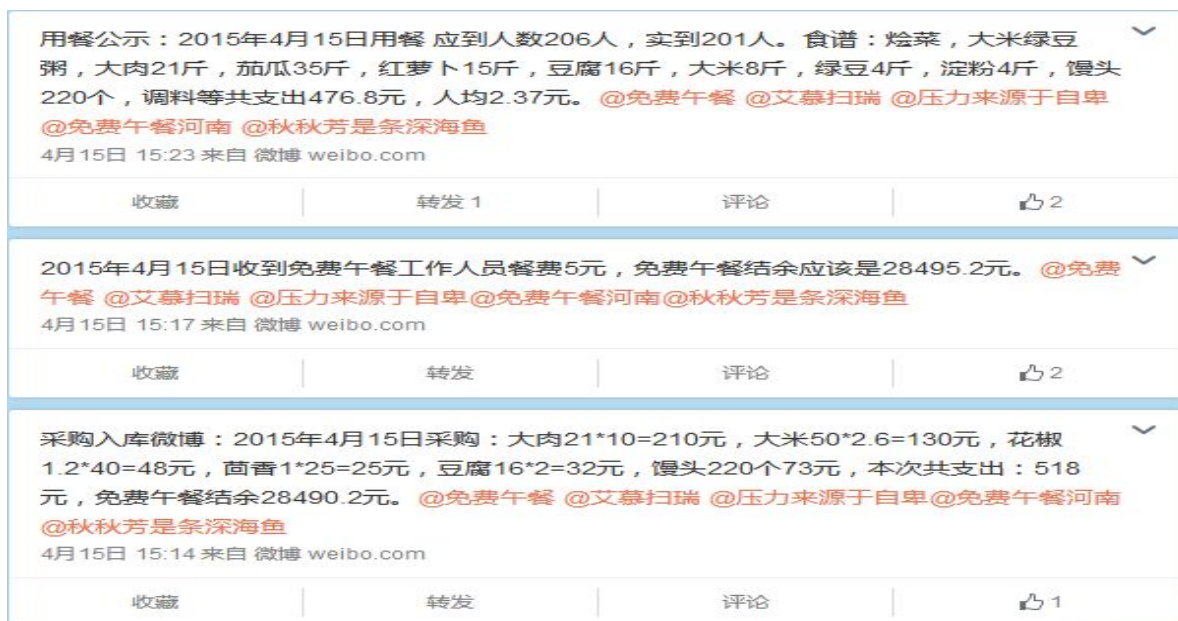 用餐公示：2015年4月15日用餐 应到人数206人，实到201人。食谱：烩菜，大米绿豆
粥，大肉21斤，茄瓜35斤，红萝卜15斤，豆腐16斤，大米8斤，绿豆4斤，淀粉4斤，馒头
220个，调料等共支出476.8元，人均2.37元。@免费午餐 @艾慕扫瑞 @压力来源于自卑
@免费午餐河南 @秋秋芳是条深海鱼
4月15日 15:23 来自 微博 weibo.com
收藏 转发 1 评论 2
2015年4月15日收到免费午餐工作人员餐费5元，免费午餐结余应该是28495.2元。@免费
午餐 @艾慕扫瑞 @压力来源于自卑@免费午餐河南@秋秋芳是条深海鱼
4月15日 15:17 来自 微博 weibo.com
收藏 转发 评论 2
采购入库微博：2015年4月15日采购：大肉21*10=210元，大米50*2.6=130元，花椒
1.2*40=48元，茴香1*25=25元，豆腐16*2=32元，馒头220个73元，本次共支出：518
元，免费午餐结余28490.2元。@免费午餐 @艾慕扫瑞 @压力来源于自卑@免费午餐河南
@秋秋芳是条深海鱼
4月15日 15:14 来自 微博 weibo.com
收藏 转发 评论 1